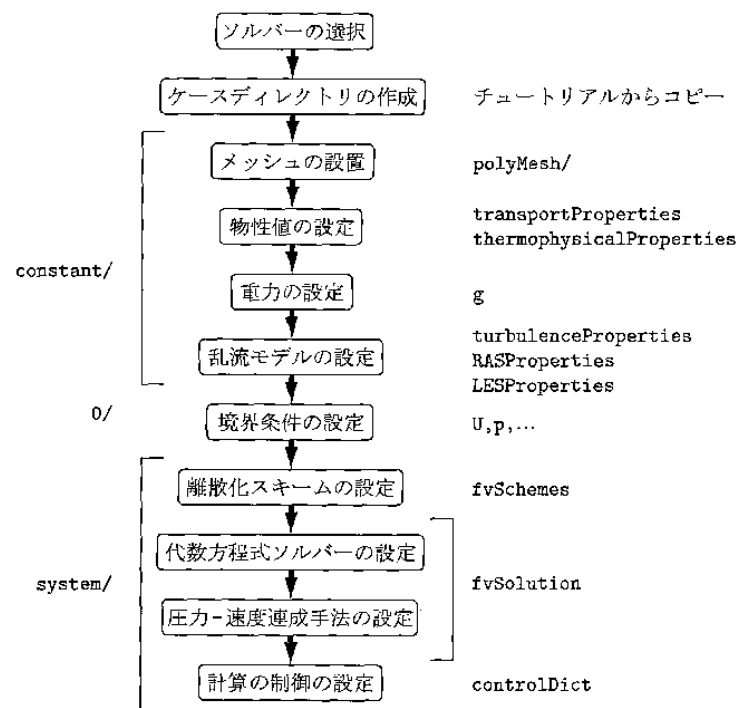 ソルバーの選択
ケースディレクトリの作成 チュートリアルからコピー
メッシュの設置 polyMesh/
物性値の設定 transportProperties
thermophysicalProperties
constant/
重力の設定 g
turbulenceProperties
乱流モデルの設定 RASProperties
LESProperties
0/ 境界条件の設定 U,p,…
離散化スキームの設定 fvSchemes
代数方程式ソルバーの設定
system/ fvSolution
圧力-速度連成手法の設定
計算の制御の設定 controlDict